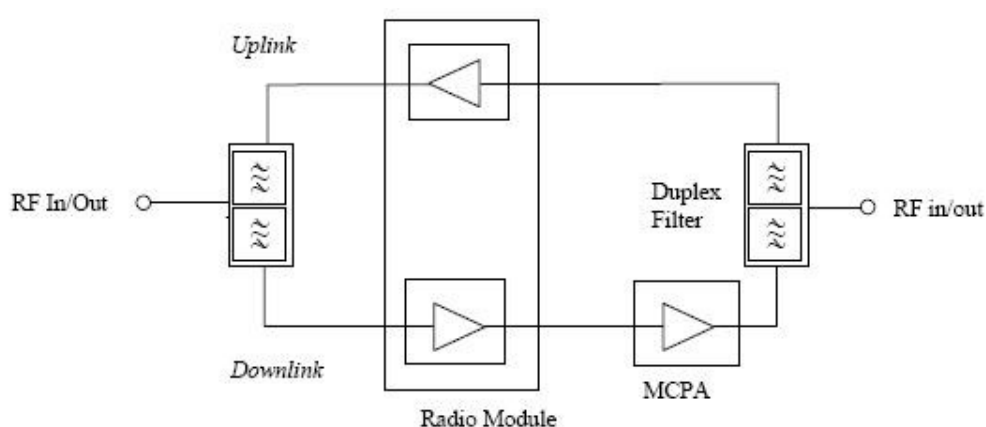 Uplink
RF In/Out
Duplex
Filter
RF in/out
Downlink
MCPA
Radio Module